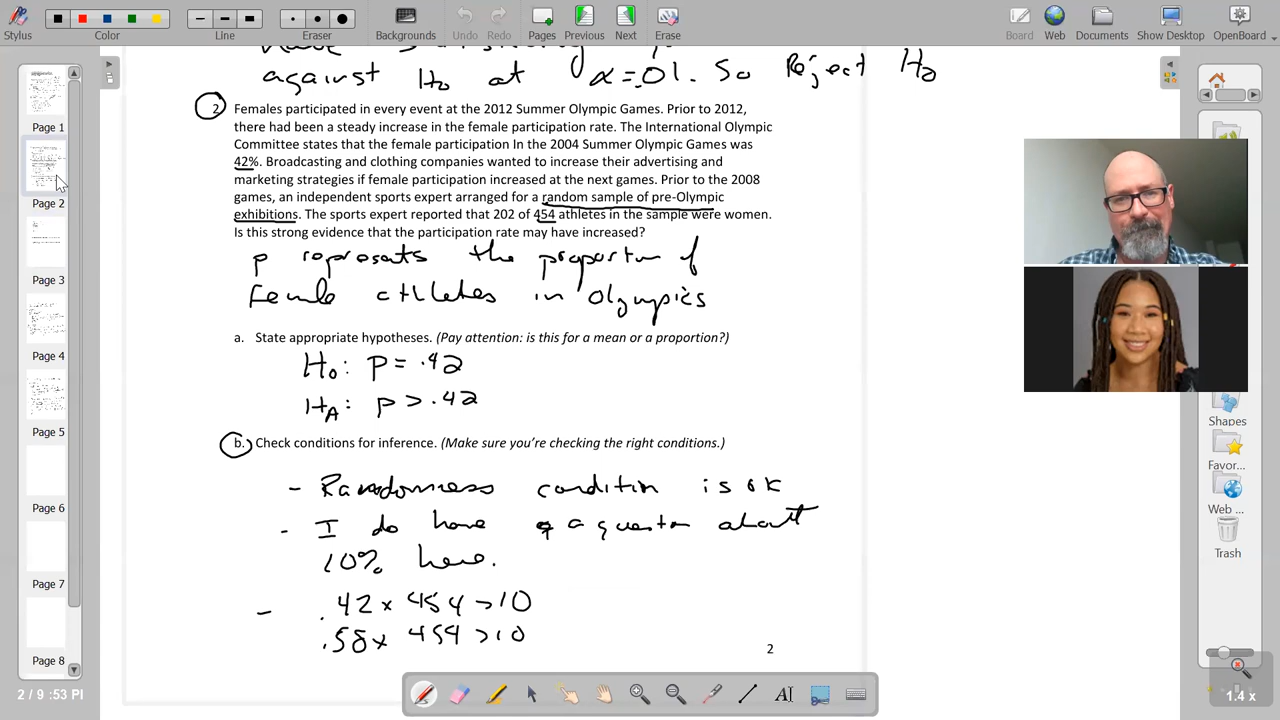 Stylus
Line
Eraser
Backgrounds
Undo
Redo
Pages
Previous
Next
Erase
Board
Web
Documents
Show Desktop
OpenBoard
against H₀ at α=.01. So Reject H₀
2. Females participated in every event at the 2012 Summer Olympic Games. Prior to 2012,
there had been a steady increase in the female participation rate. The International Olympic
Committee states that the female participation In the 2004 Summer Olympic Games was
42%. Broadcasting and clothing companies wanted to increase their advertising and
marketing strategies if female participation increased at the next games. Prior to the 2008
games, an independent sports expert arranged for a random sample of pre-Olympic
exhibitions. The sports expert reported that 202 of 454 athletes in the sample were women.
Is this strong evidence that the participation rate may have increased?
p represents the proportion of
female athletes in Olympics
a. State appropriate hypotheses. (Pay attention: is this for a mean or a proportion?)
H₀: p = .42
H_A: p > .42
b. Check conditions for inference. (Make sure you're checking the right conditions.)
- Randomness condition is ok
- I do have a question about
10% here.
- .42 x 454 > 10
.58 x 454 > 10
2
Page 1
Page 2
Page 3
Page 4
Page 5
Page 6
Page 7
Page 8
2 / 9 :53 PI
Shapes
Favor...
Web ...
Trash
1.4 x